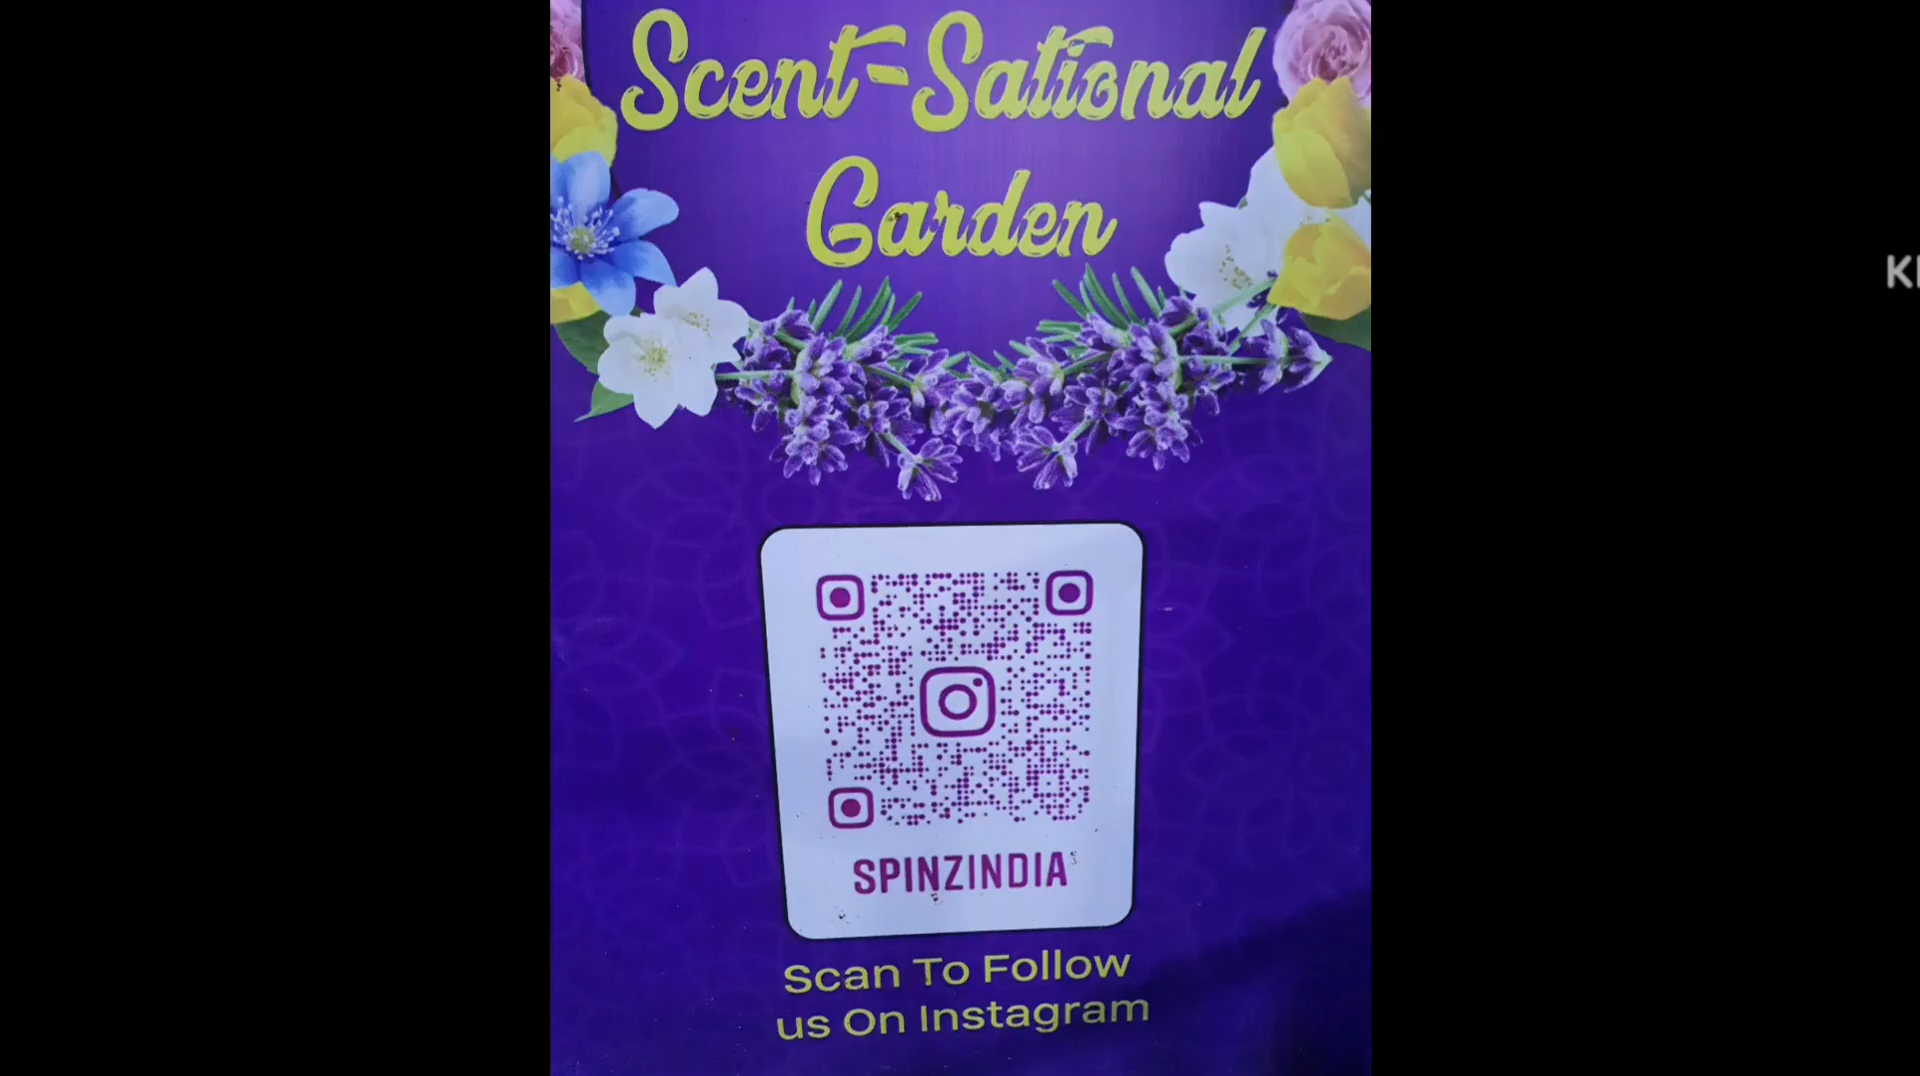 Scent-Sational
Garden
SPINZINDIA
Scan To Follow
us On Instagram